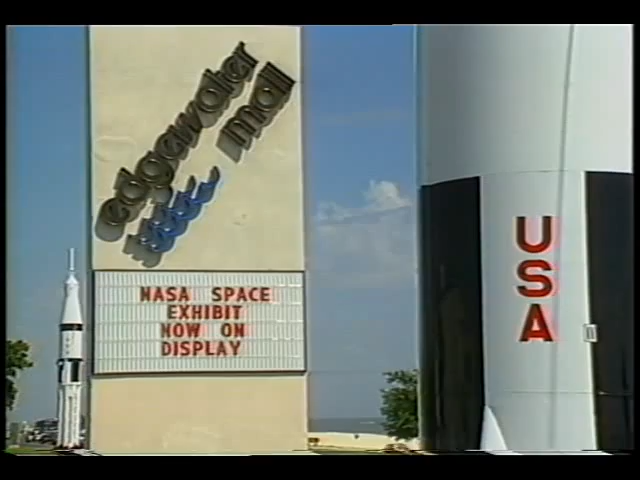 edgewater
mall
NASA SPACE
EXHIBIT
NOW ON
DISPLAY
USA